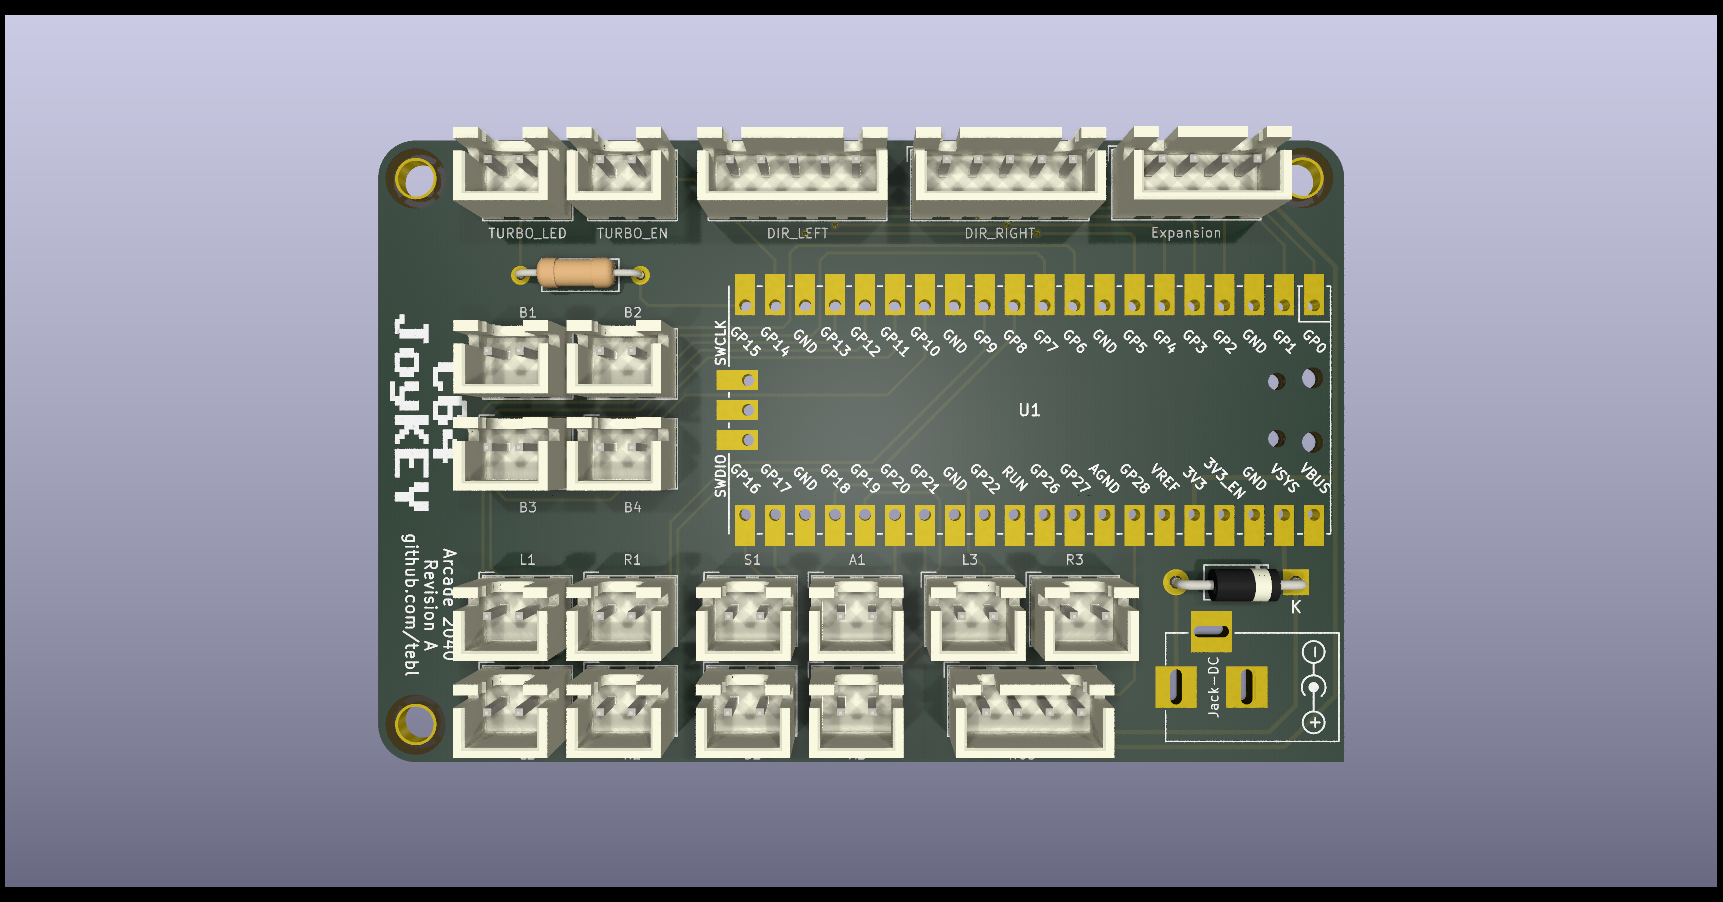 TURBO_LED
TURBO_EN
DIR_LEFT
DIR_RIGHT
Expansion
B1
B2
SWCLK
GP15
GP14
GND
GP13
GP12
GP11
GP10
GND
GP9
GP8
GP7
GP6
GND
GP5
GP4
GP3
GP2
GND
GP1
GP0
U1
JoyKEY
SWDIO
GP16
GP17
GND
GP18
GP19
GP20
GP21
GND
GP22
RUN
GP26
GP27
AGND
GP28
VREF
3V3
3V3_EN
GND
VSYS
VBUS
B3
B4
Arcade 2040
Revision A
github.com/tebl
L1
R1
S1
A1
L3
R3
K
Jack-DC
-
+